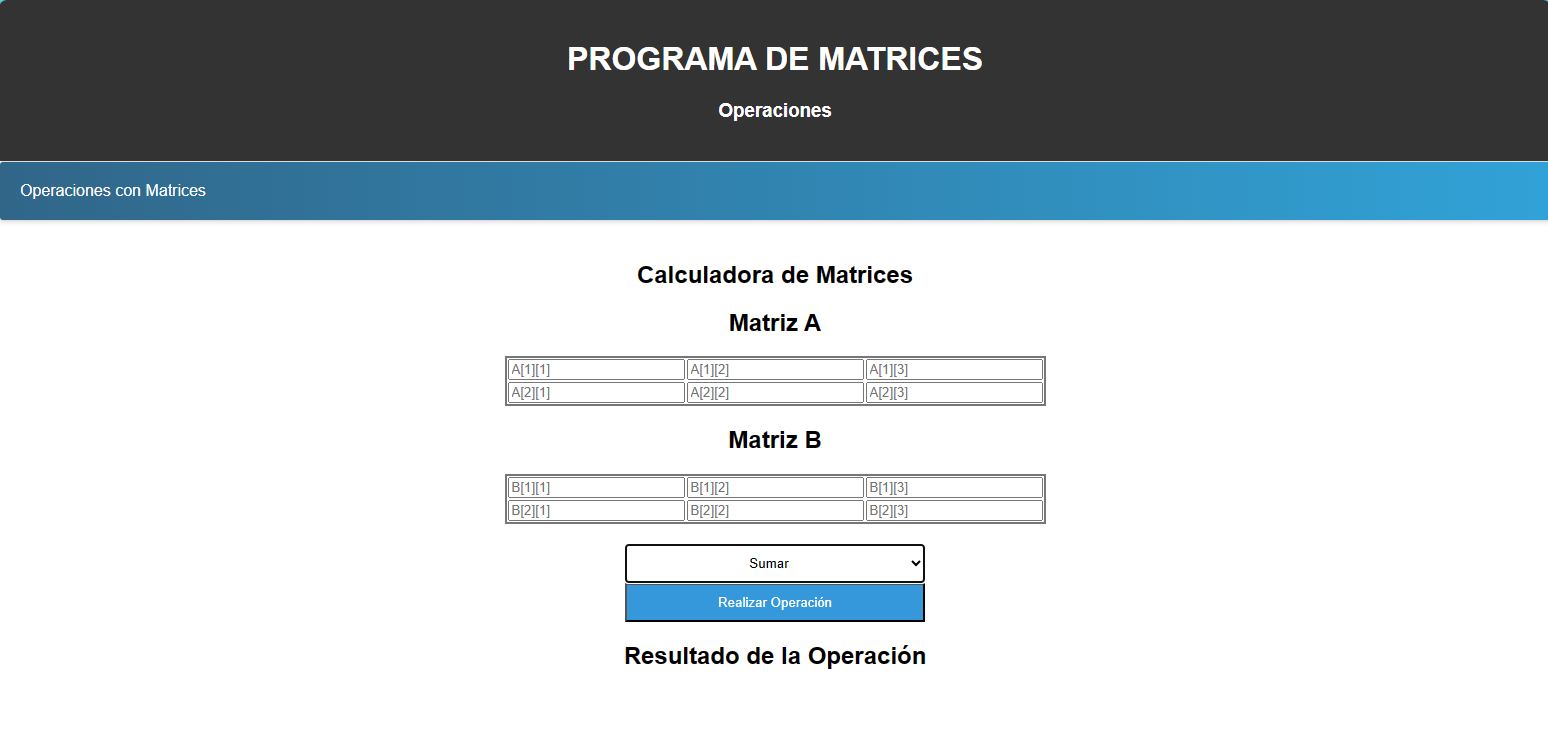 PROGRAMA DE MATRICES
Operaciones
Operaciones con Matrices
Calculadora de Matrices
Matriz A
A[1][1] A[1][2] A[1][3]
A[2][1] A[2][2] A[2][3]
Matriz B
B[1][1] B[1][2] B[1][3]
B[2][1] B[2][2] B[2][3]
Sumar
Realizar Operación
Resultado de la Operación